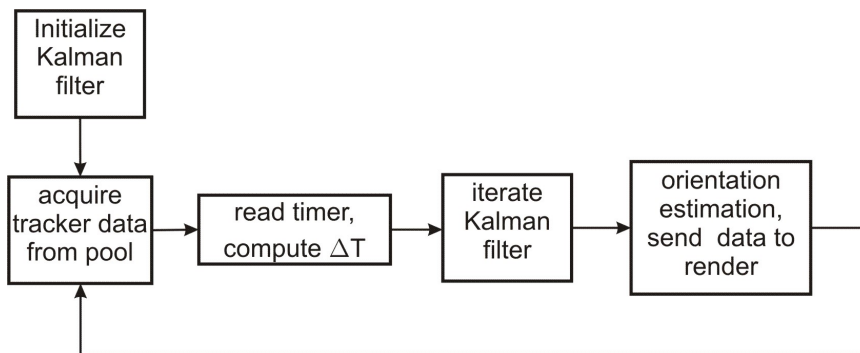 Initialize
Kalman
filter
acquire
tracker data
from pool
read timer,
compute ΔT
iterate
Kalman
filter
orientation
estimation,
send data to
render